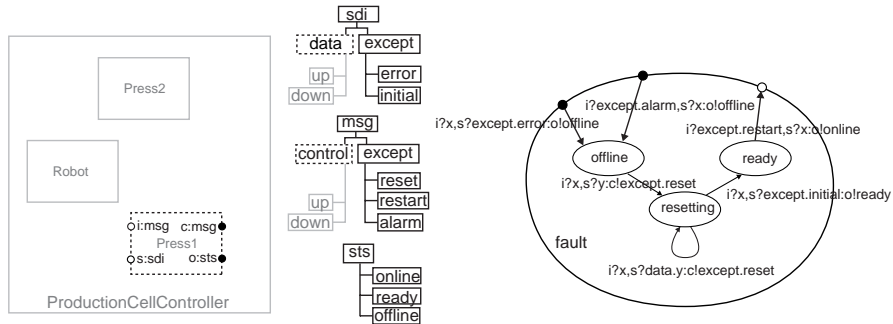 Press2
Robot
i:msg c:msg
Press1
s:sdi o:sts
ProductionCellController
sdi
data except
up error
down initial
msg
control except
reset
up restart
down alarm
sts
online
ready
offline
i?except.alarm,s?x:o!offline
i?x,s?except.error:o!offline
i?except.restart,s?x:o!online
offline ready
i?x,s?y:c!except.reset
i?x,s?except.initial:o!ready
resetting
fault
i?x,s?data.y:c!except.reset